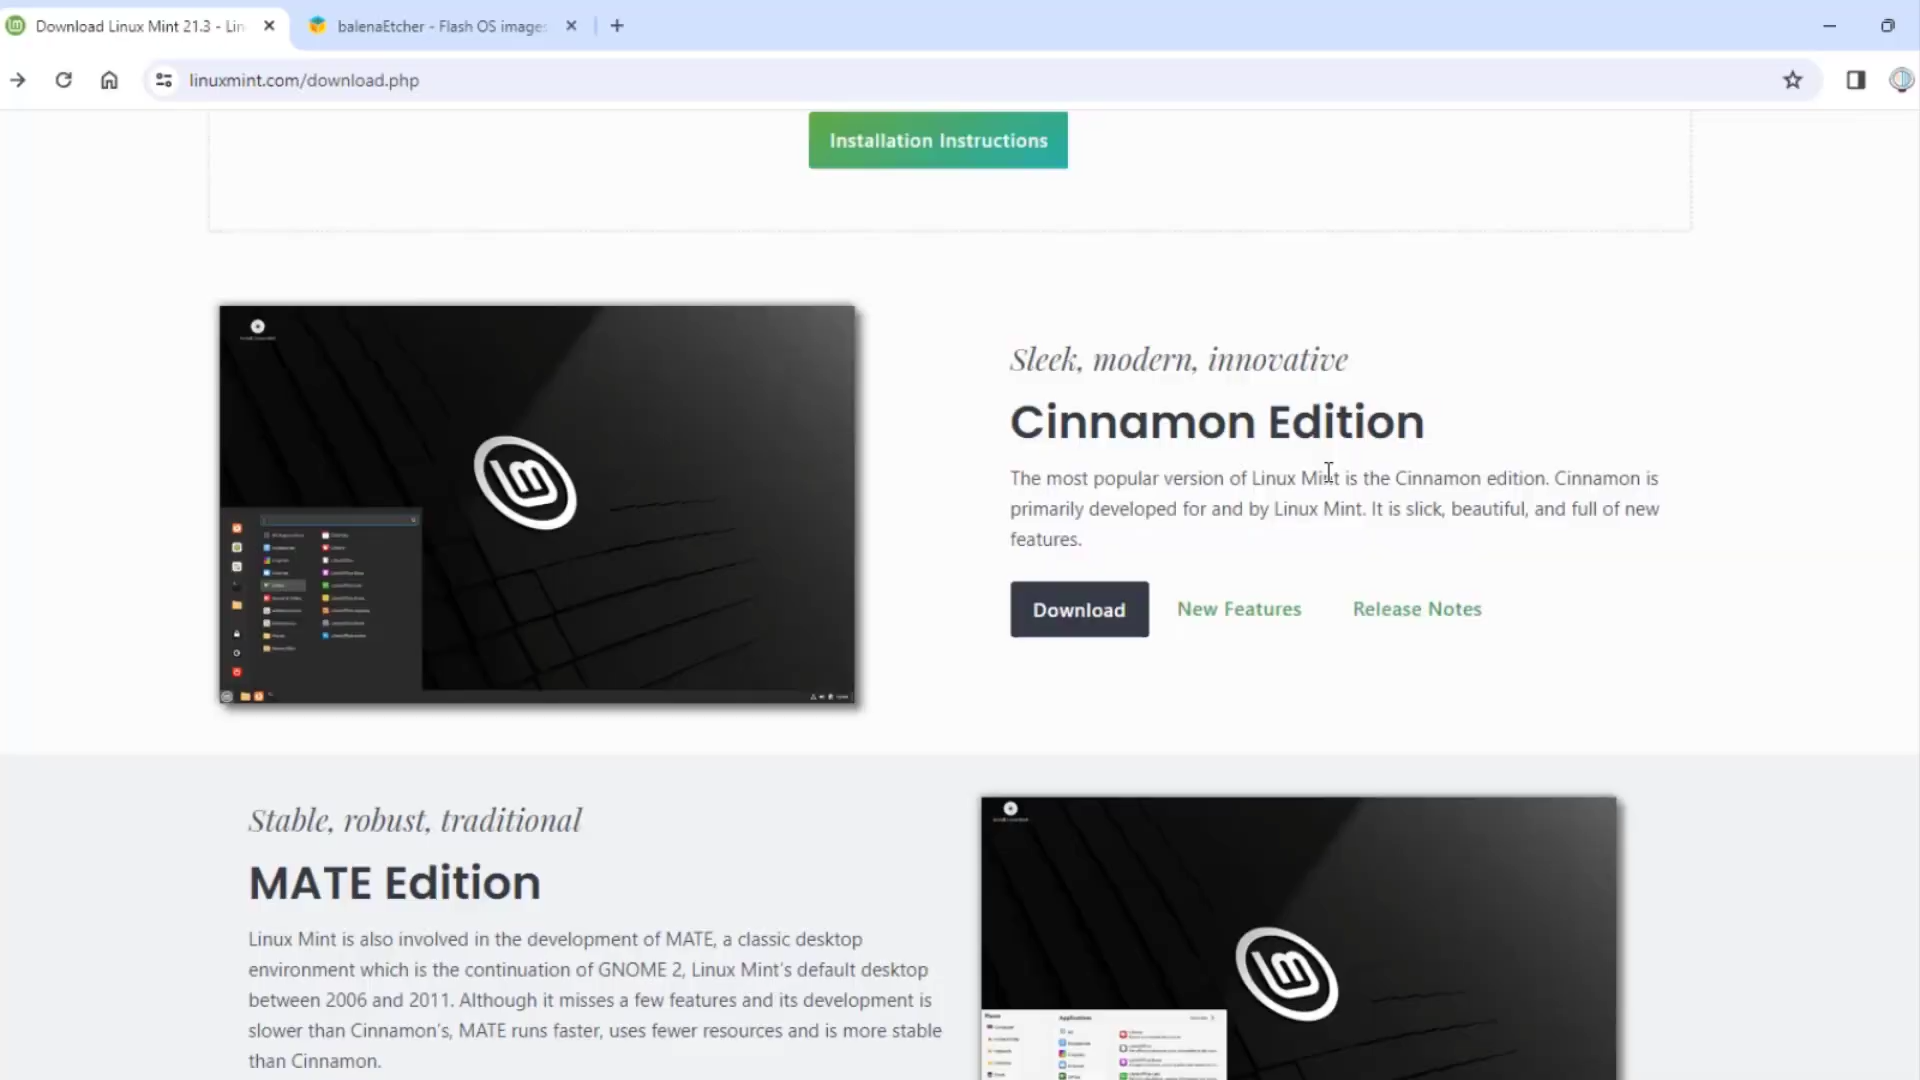 Download Linux Mint 21.3 - Lin
balenaEtcher - Flash OS images
linuxmint.com/download.php
Installation Instructions
Sleek, modern, innovative
Cinnamon Edition
The most popular version of Linux Mint is the Cinnamon edition. Cinnamon is
primarily developed for and by Linux Mint. It is slick, beautiful, and full of new
features.
Download
New Features
Release Notes
Stable, robust, traditional
MATE Edition
Linux Mint is also involved in the development of MATE, a classic desktop
environment which is the continuation of GNOME 2, Linux Mint's default desktop
between 2006 and 2011. Although it misses a few features and its development is
slower than Cinnamon's, MATE runs faster, uses fewer resources and is more stable
than Cinnamon.
Applications